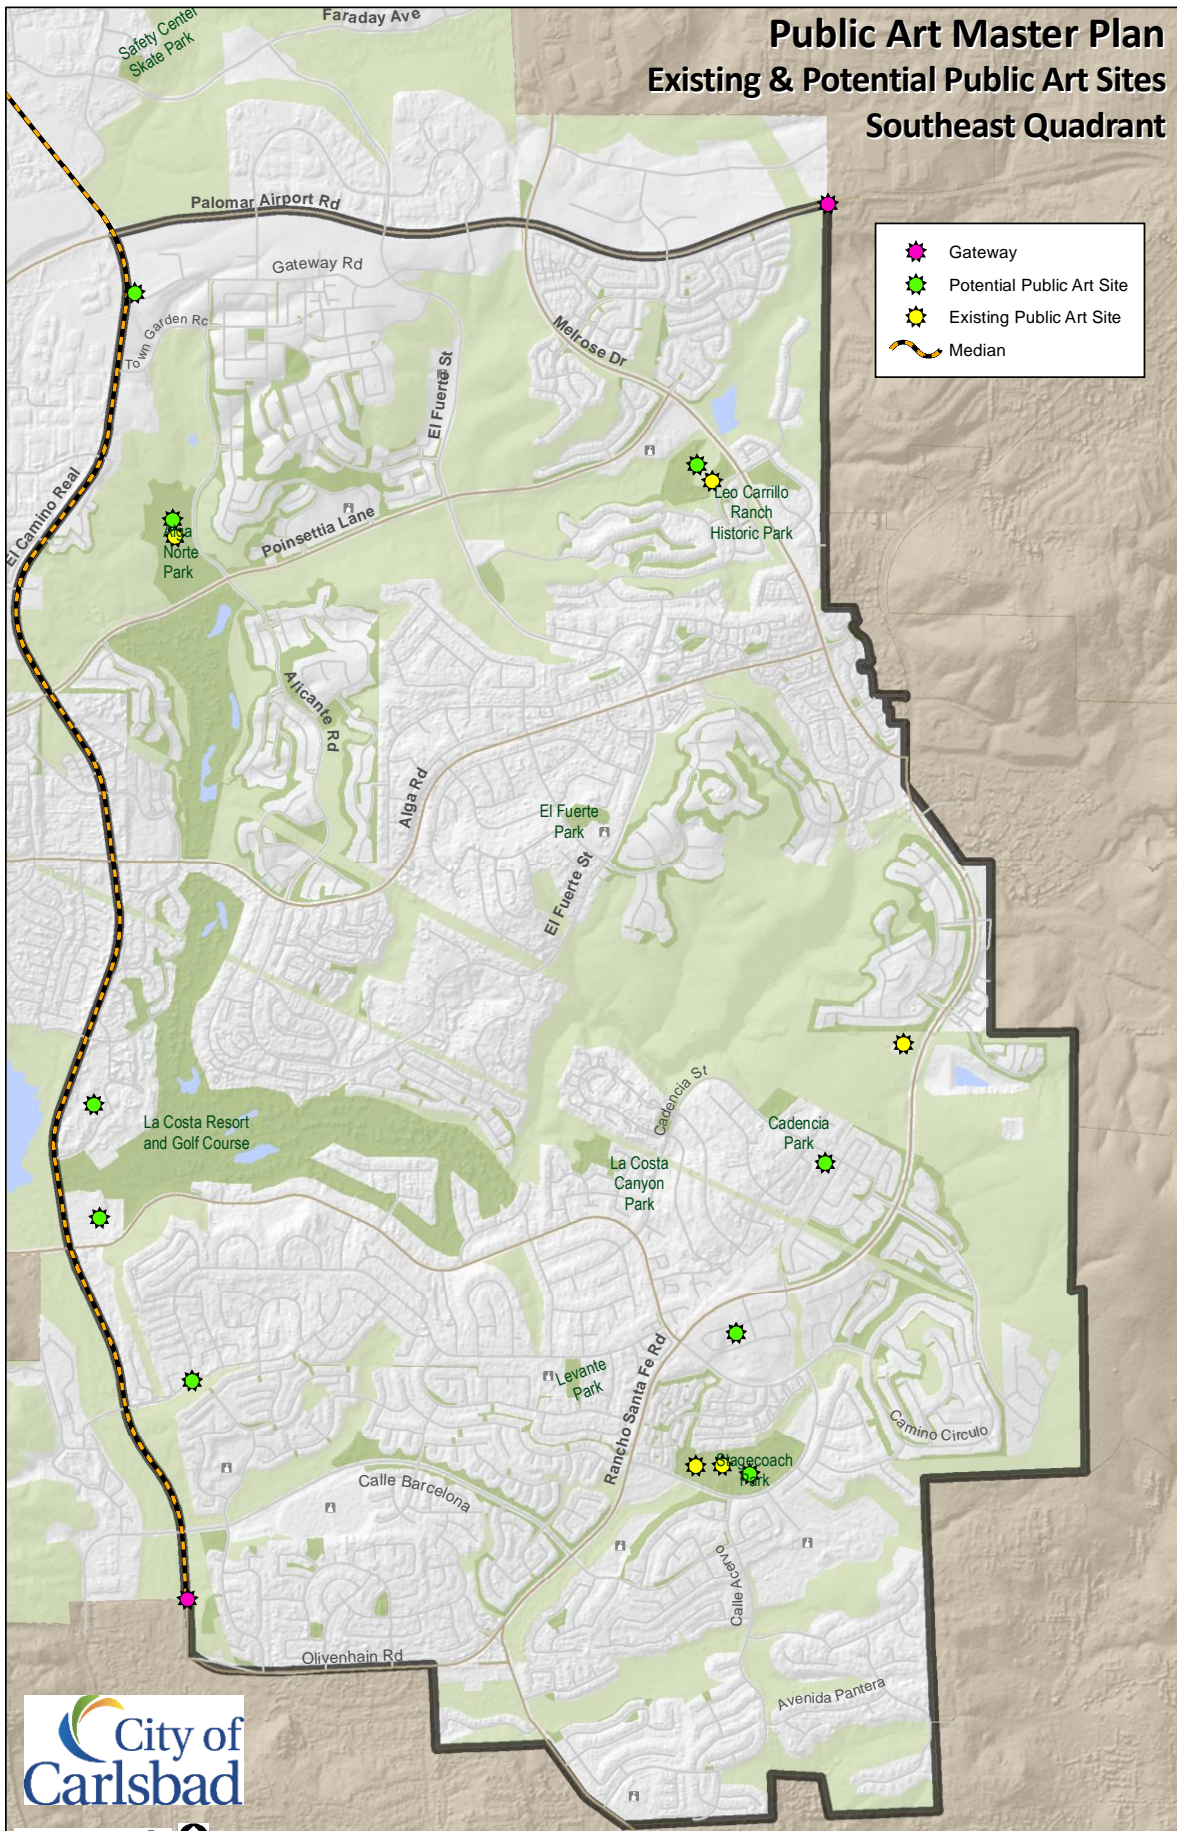 Public Art Master Plan
Existing & Potential Public Art Sites
Southeast Quadrant
Faraday Ave
Safety Center
Skate Park
Palomar Airport Rd
Gateway
Potential Public Art Site
Existing Public Art Site
Median
Gateway Rd
Town Garden Rc
Melrose Dr
El Fuerte St
El Camino Real
Leo Carrillo
Ranch
Historic Park
Poinsettia Lane
Alga
Norte
Park
Alicante Rd
Alga Rd
El Fuerte
Park
El Fuerte St
Cadencia St
La Costa Resort
and Golf Course
Cadencia
Park
La Costa
Canyon
Park
Rancho Santa Fe Rd
Levante
Park
Camino Circulo
Stagecoach
Park
Calle Barcelona
Calle Acervo
Olivenhain Rd
Avenida Pantera
City of
Carlsbad